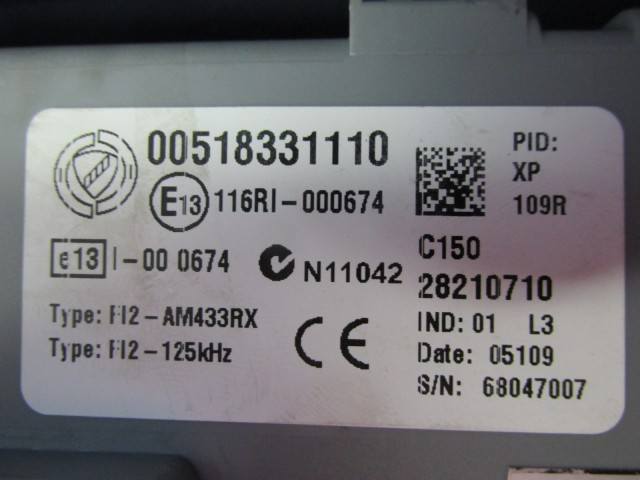 00518331110
E13 116RI-000674
e13 I-00 0674
N11042
Type: FI2-AM433RX
Type: FI2-125kHz
CE
PID:
XP
109R
C150
28210710
IND: 01 L3
Date: 05109
S/N: 68047007